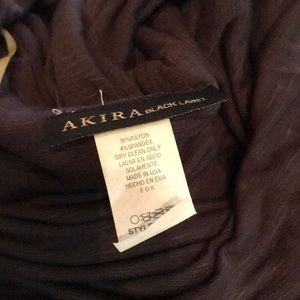 AKIRA BLACK LABEL
96%RAYON
4%SPANDEX
DRY CLEAN ONLY
LAVAR EN SECO
SOLAMENTE
MADE IN USA
HECHO EN EUA